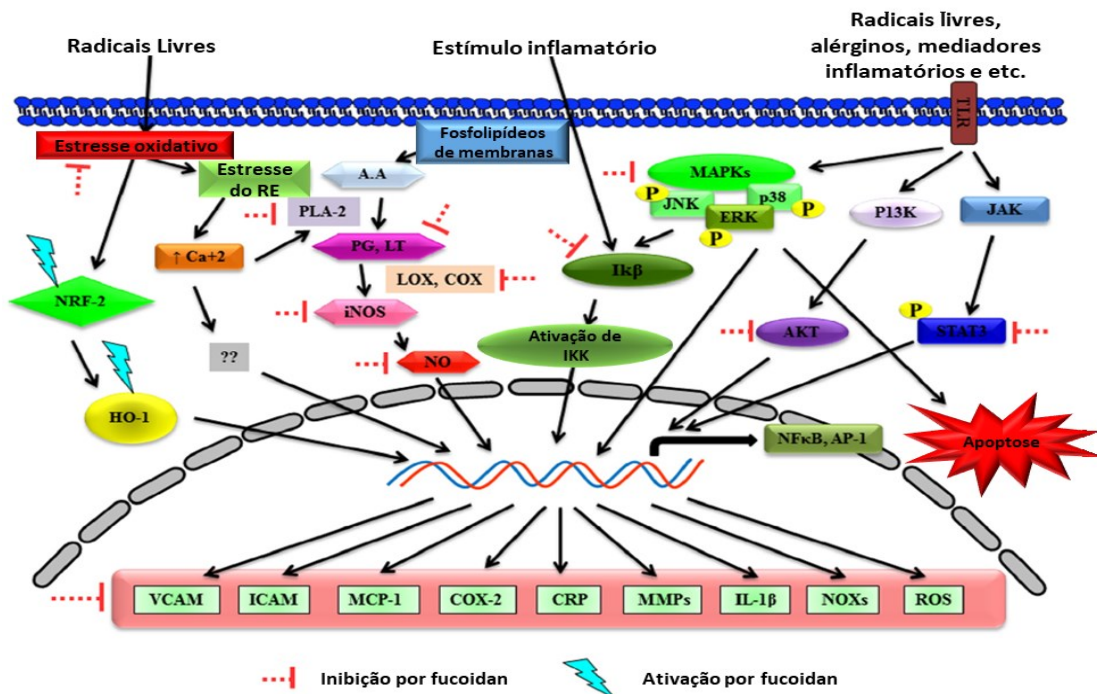 Radicais Livres
Estímulo inflamatório
Radicais livres,
alérginos, mediadores
inflamatórios e etc.
TLR
Estresse oxidativo
Fosfolipídeos
de membranas
Estresse
do RE
A.A
MAPKs
JNK
p38
ERK
P
P
P
PLA-2
P13K
JAK
PG, LT
↑ Ca+2
LOX, COX
Ikβ
NRF-2
iNOS
P
AKT
STAT3
??
NO
Ativação de
IKK
HO-1
NFκB, AP-1
Apoptose
VCAM
ICAM
MCP-1
COX-2
CRP
MMPs
IL-1β
NOXs
ROS
Inibição por fucoidan
Ativação por fucoidan